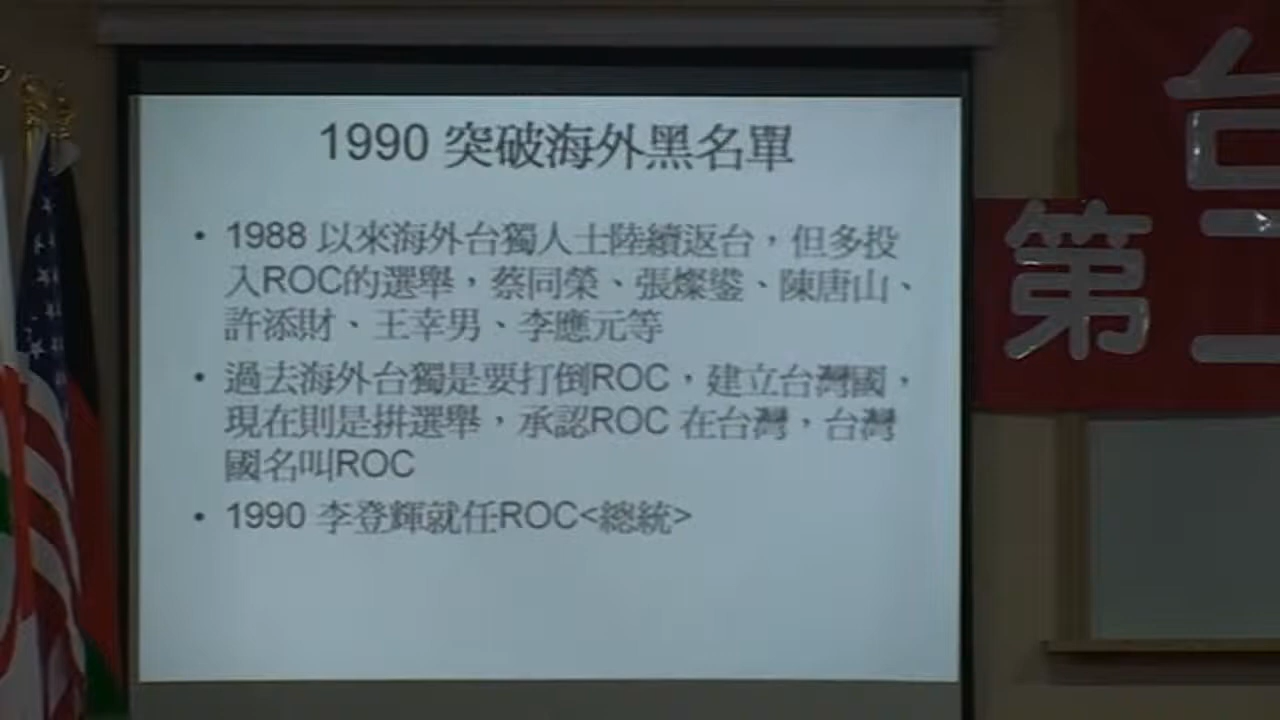 1990 突破海外黑名單
• 1988 以來海外台獨人士陸續返台，但多投
入ROC的選舉，蔡同榮、張燦鍙、陳唐山、
許添財、王幸男、李應元等
• 過去海外台獨是要打倒ROC，建立台灣國，
現在則是拚選舉，承認ROC 在台灣，台灣
國名叫ROC
• 1990 李登輝就任ROC<總統>
台
第二